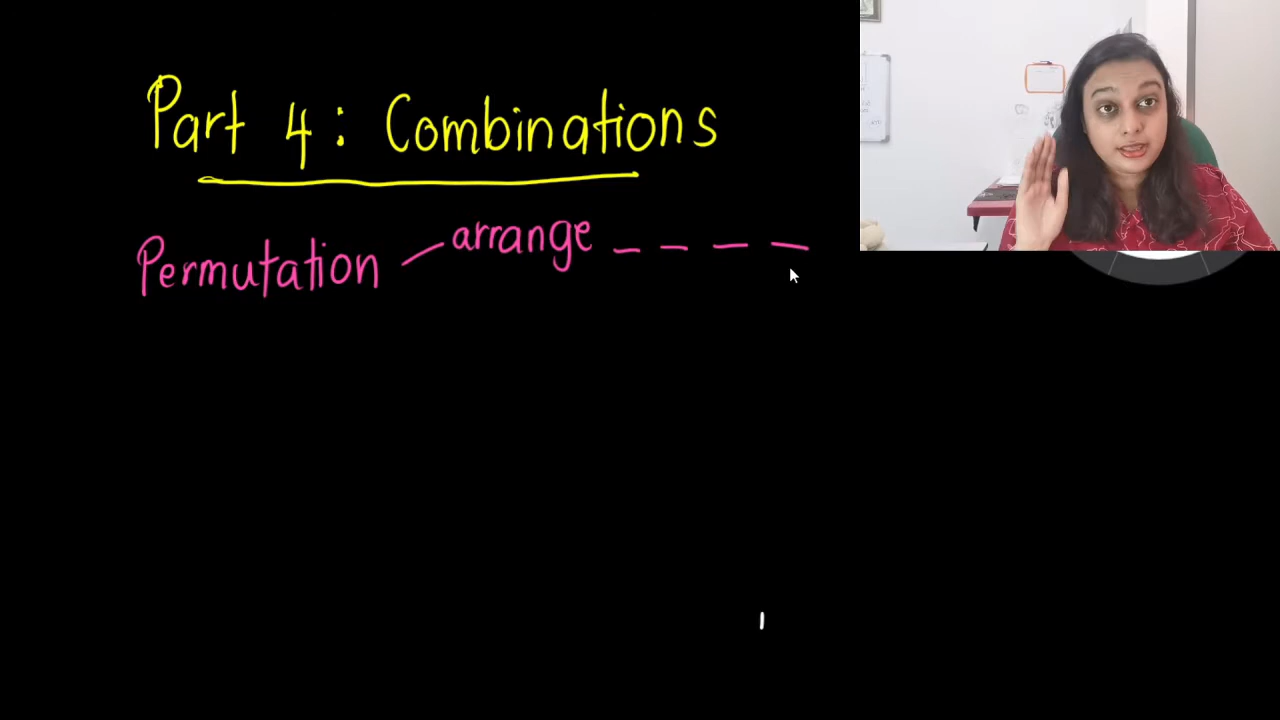 Part 4: Combinations
Permutation — arrange _ _ _ _